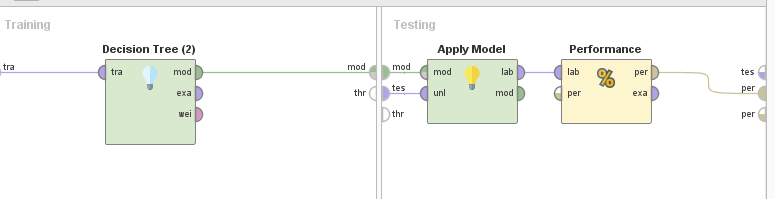 Training
Testing
Decision Tree (2)
Apply Model
Performance
tra
tra
mod
mod
mod
mod
lab
lab
per
tes
exa
thr
tes
unl
mod
per
exa
per
wei
thr
per